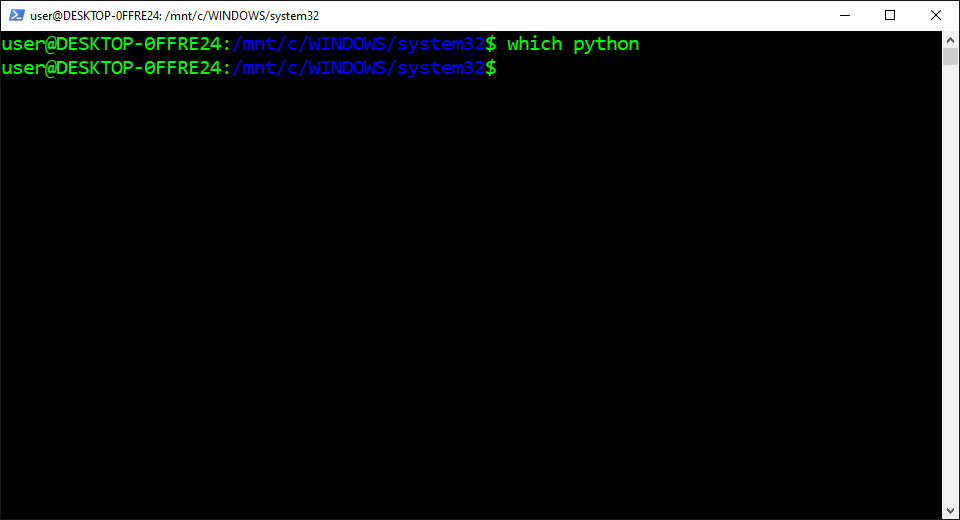 user@DESKTOP-0FFRE24: /mnt/c/WINDOWS/system32
user@DESKTOP-0FFRE24:/mnt/c/WINDOWS/system32$ which python
user@DESKTOP-0FFRE24:/mnt/c/WINDOWS/system32$